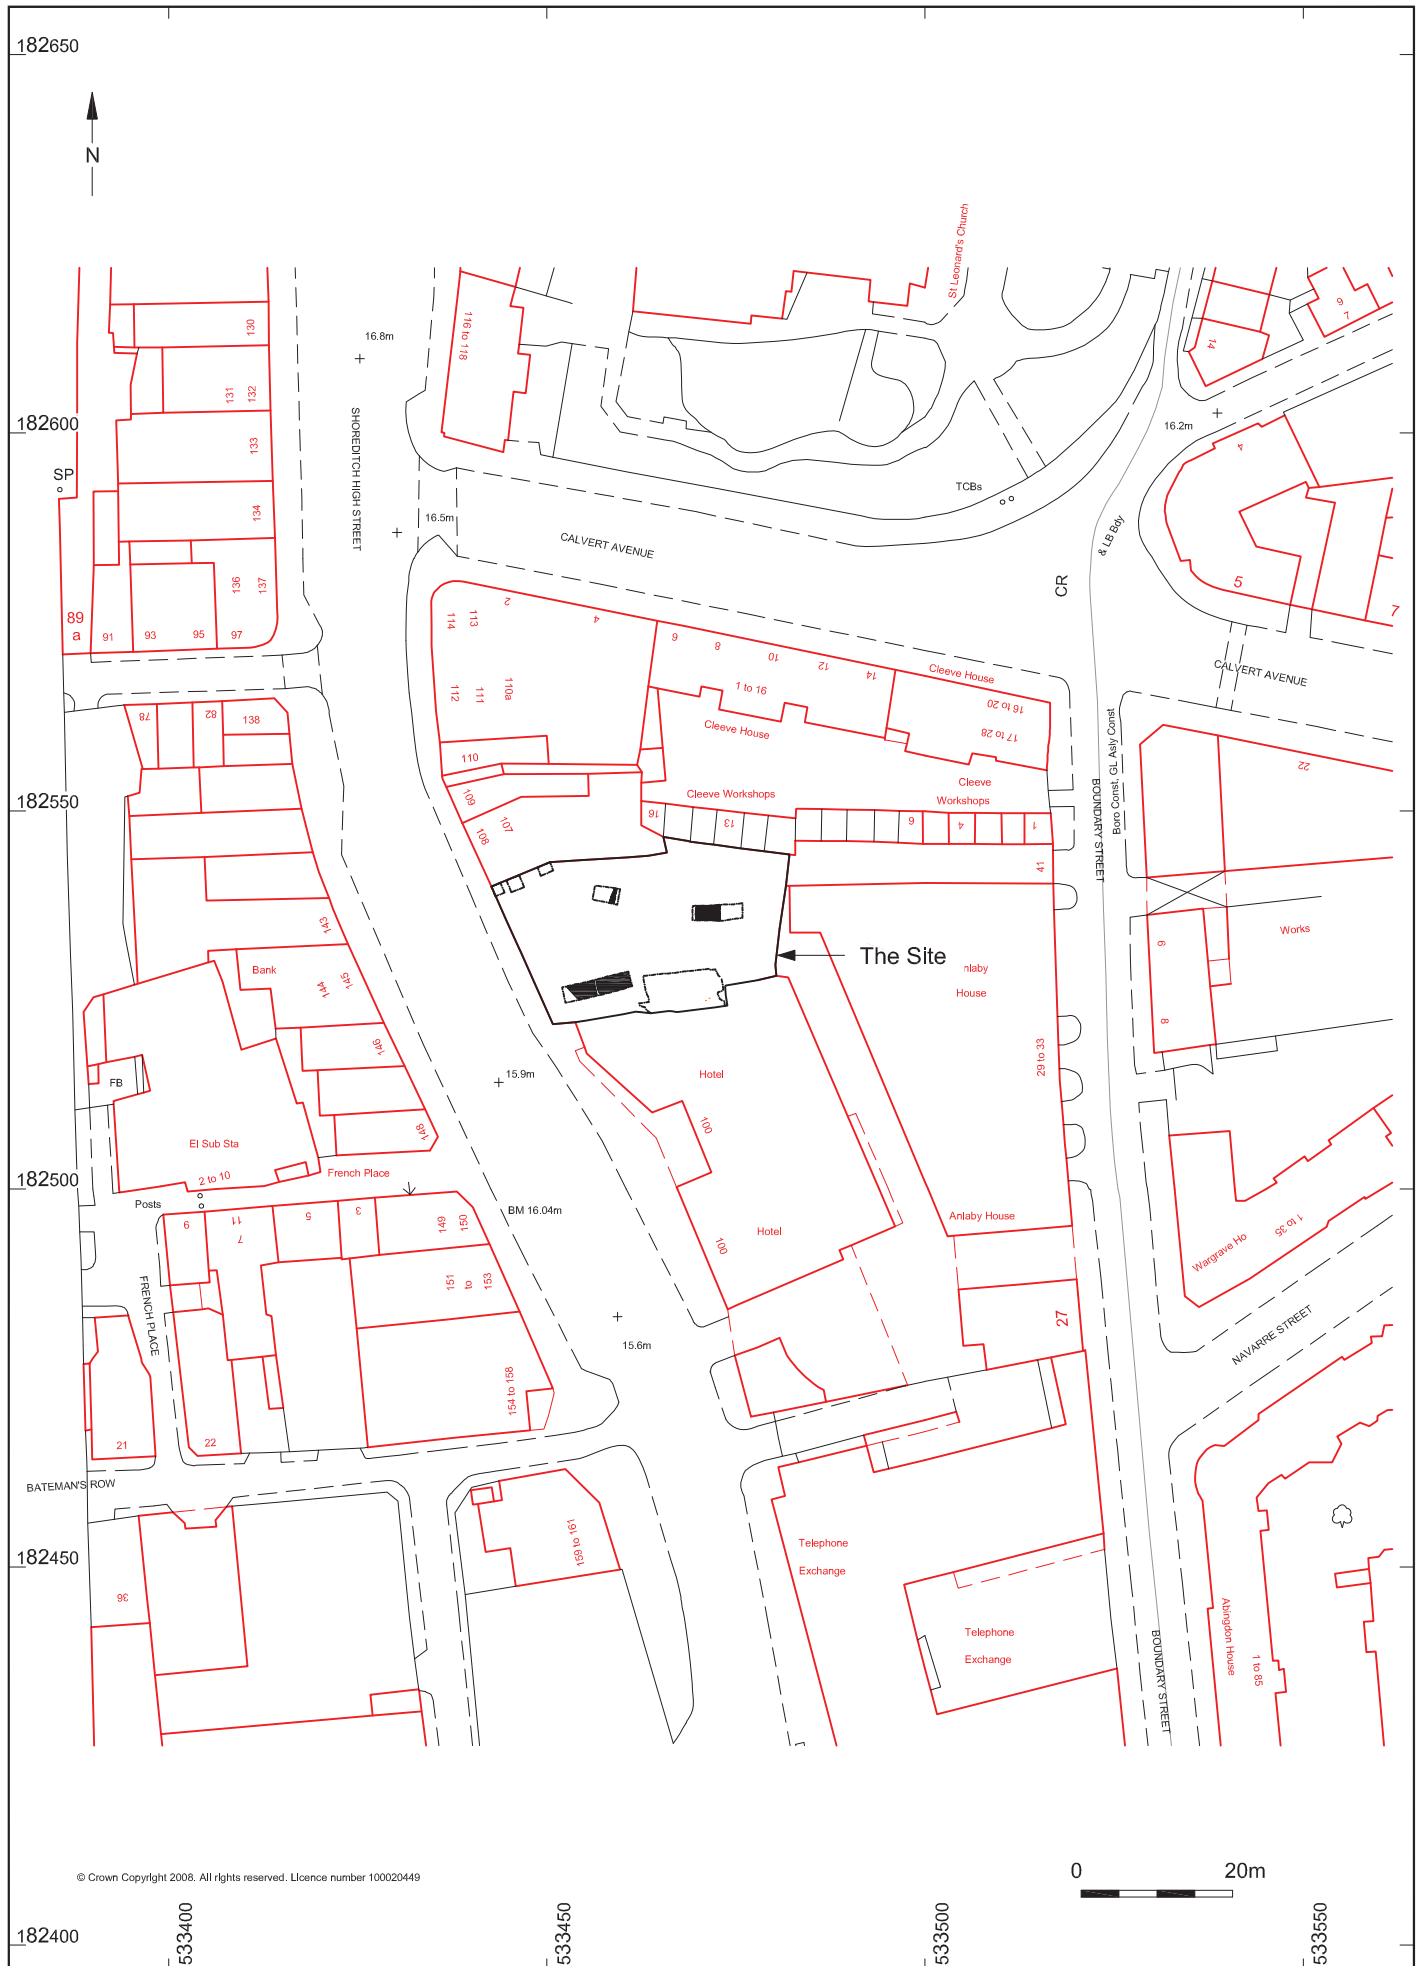 182650
N
St Leonard's Church
130
116 to 118
16.8m
9
7
14
131
132
SHOREDITCH HIGH STREET
182600
133
16.2m
4
SP
134
16.5m
TCBs
CALVERT AVENUE
& LB Bdy
CR
136
137
5
7
89
a
91
93
95
97
114
113
2
4
6
8
10
12
14
Cleeve House
CALVERT AVENUE
112
111
110a
1 to 16
16 to 20
78
82
138
Cleeve House
17 to 28
BOUNDARY STREET
Boro Const, GL Asly Const
22
110
Cleeve
182550
109
Cleeve Workshops
Workshops
16
13
6
4
1
108
107
41
143
Works
6
The Site
Bank
144
145
nlaby
House
8
146
29 to 33
FB
15.9m
Hotel
148
100
El Sub Sta
182500
2 to 10
French Place
Posts
9
11
7
5
3
149
150
BM 16.04m
Anlaby House
Hotel
100
Wargrave Ho
1 to 35
FRENCH PLACE
151
to
153
27
NAVARRE STREET
15.6m
154 to 158
21
22
BATEMAN'S ROW
159 to 161
182450
Telephone
Exchange
36
Telephone
Exchange
Abingdon House
1 to 85
BOUNDARY STREET
© Crown Copyright 2008. All rights reserved. Licence number 100020449
0
20m
182400
533400
533450
533500
533550